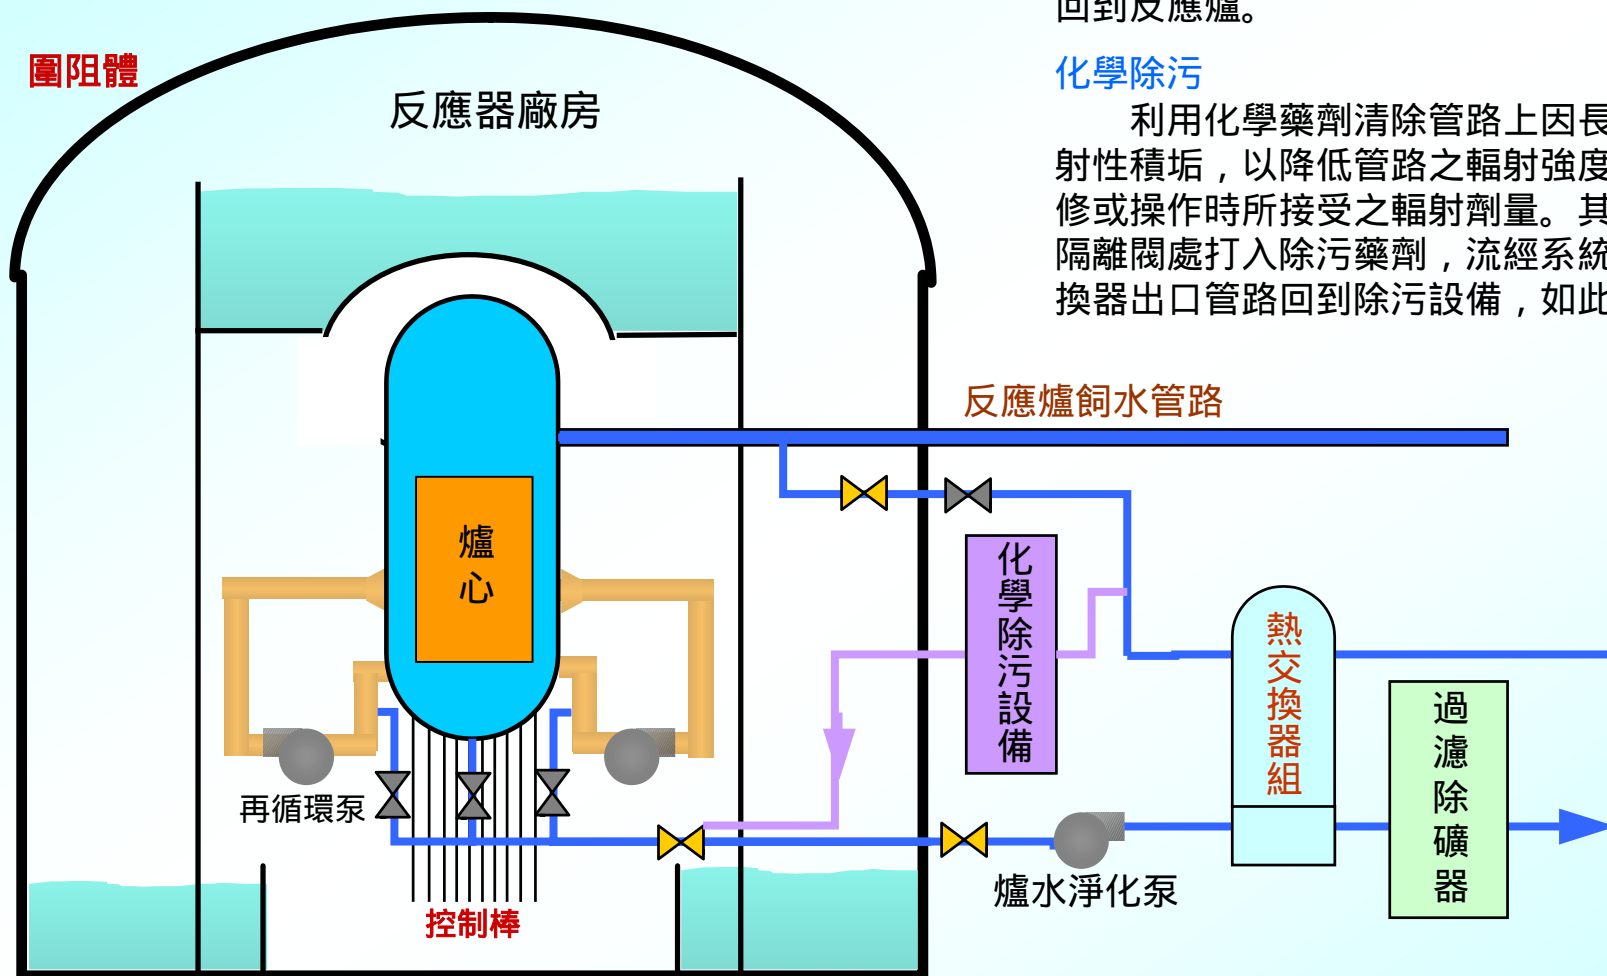 回到反應爐。
圍阻體
化學除污
反應器廠房
利用化學藥劑清除管路上因長
射性積垢，以降低管路之輻射強度
修或操作時所接受之輻射劑量。其
隔離閥處打入除污藥劑，流經系統
換器出口管路回到除污設備，如此
反應爐飼水管路
爐心
化學除污設備
熱交換器組
過濾除礦器
再循環泵
爐水淨化泵
控制棒